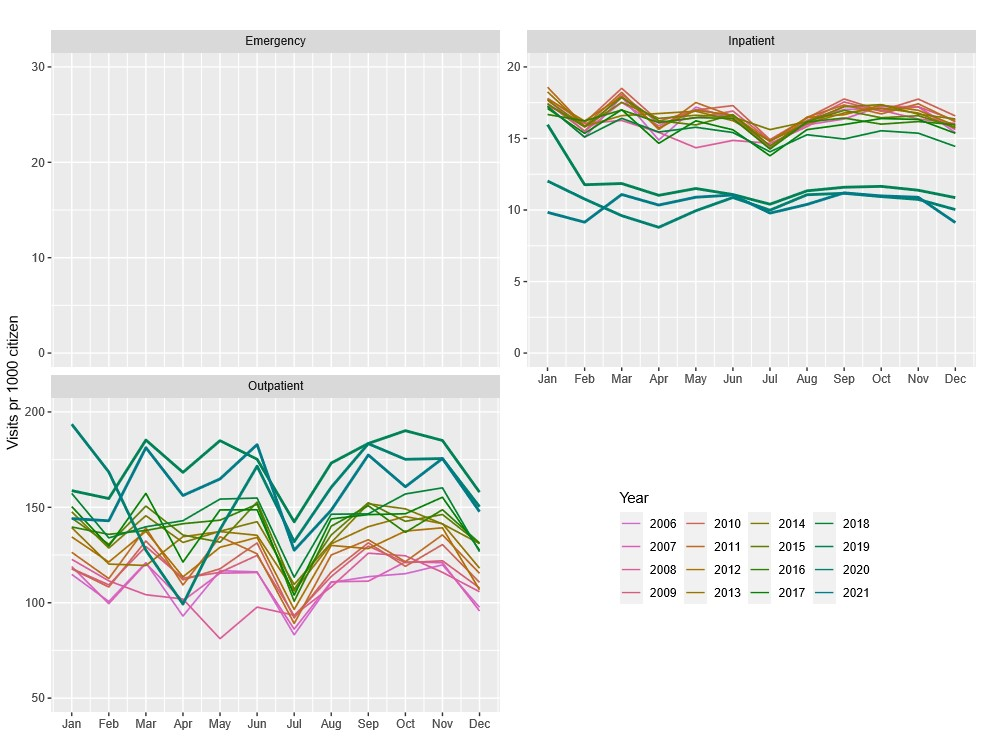 Emergency
30
20
10
0
Inpatient
20
15
10
5
0
Jan Feb Mar Apr May Jun Jul Aug Sep Oct Nov Dec
Visits pr 1000 citizen
Outpatient
200
150
100
50
Jan Feb Mar Apr May Jun Jul Aug Sep Oct Nov Dec
Year
2006 2010 2014 2018
2007 2011 2015 2019
2008 2012 2016 2020
2009 2013 2017 2021